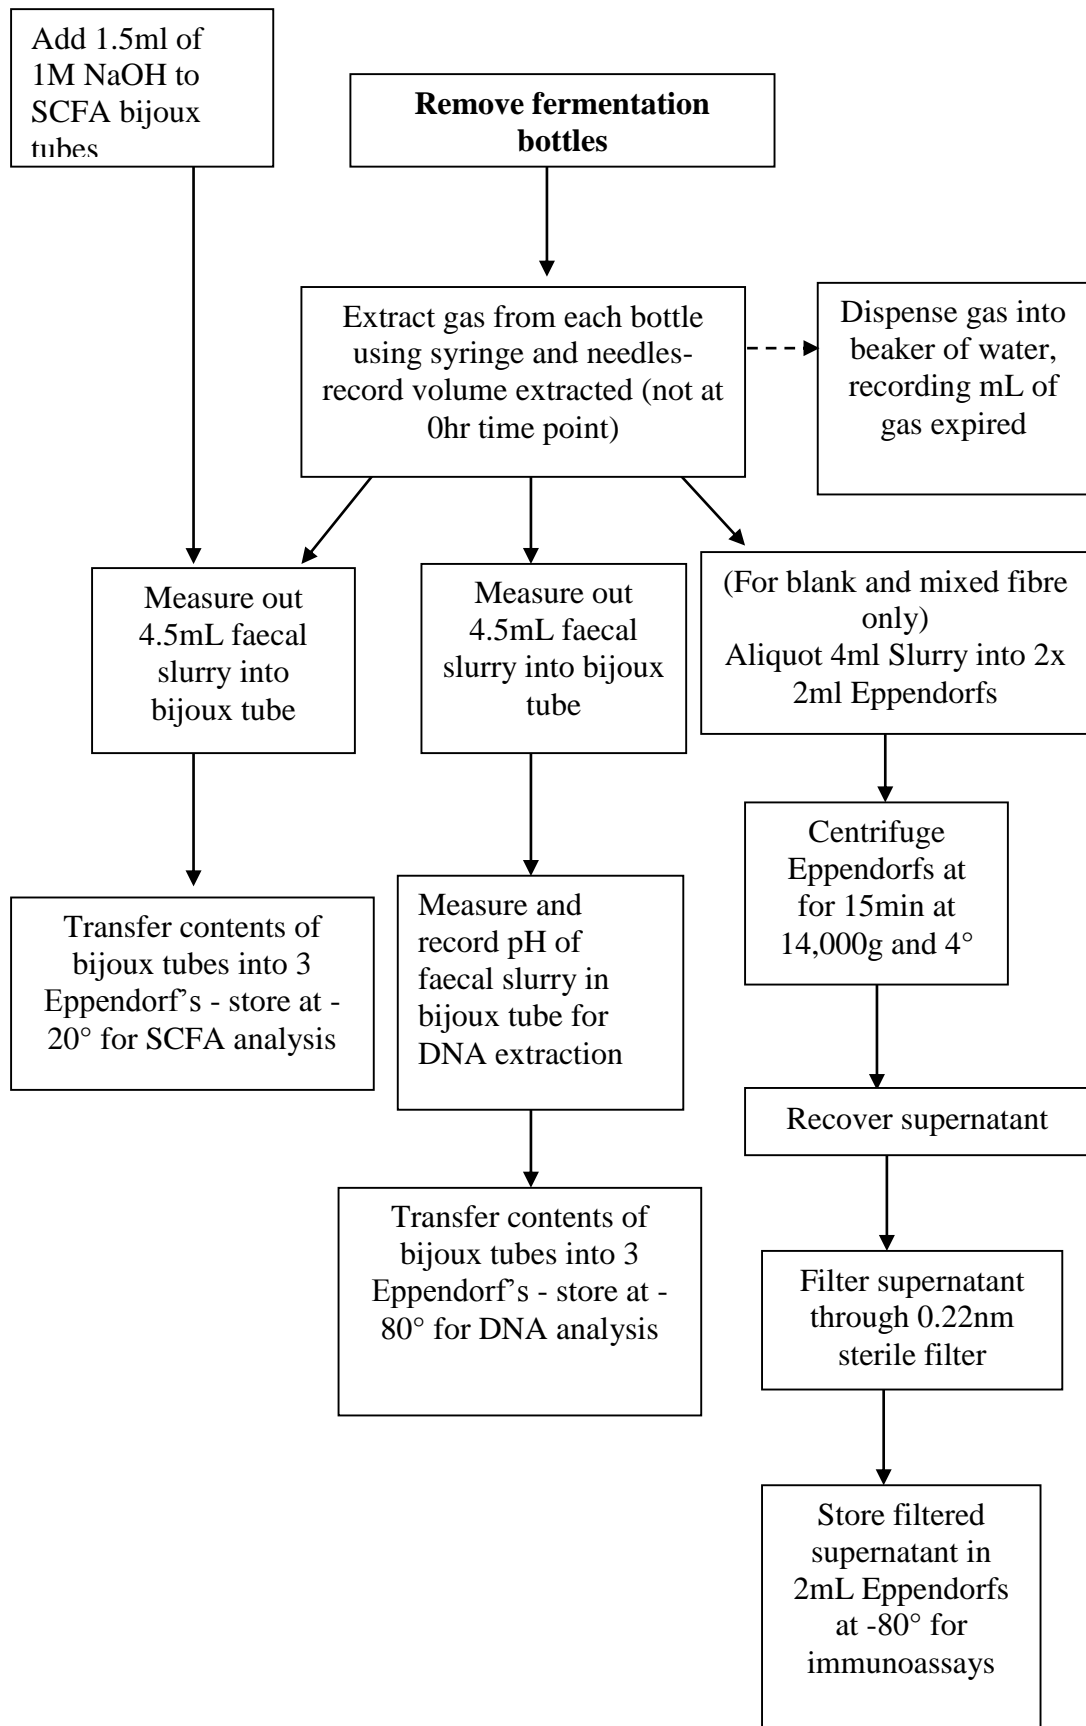 Add 1.5ml of
1M NaOH to
SCFA bijoux
tubes
Remove fermentation
bottles
Extract gas from each bottle
using syringe and needles-
record volume extracted (not at
0hr time point)
Dispense gas into
beaker of water,
recording mL of
gas expired
Measure out
4.5mL faecal
slurry into
bijoux tube
Measure out
4.5mL faecal
slurry into bijoux
tube
(For blank and mixed fibre
only)
Aliquot 4ml Slurry into 2x
2ml Eppendorfs
Centrifuge
Eppendorfs at
for 15min at
14,000g and 4°
Transfer contents of
bijoux tubes into 3
Eppendorf’s - store at -
20° for SCFA analysis
Measure and
record pH of
faecal slurry in
bijoux tube for
DNA extraction
Recover supernatant
Transfer contents of
bijoux tubes into 3
Eppendorf’s - store at -
80° for DNA analysis
Filter supernatant
through 0.22nm
sterile filter
Store filtered
supernatant in
2mL Eppendorfs
at -80° for
immunoassays